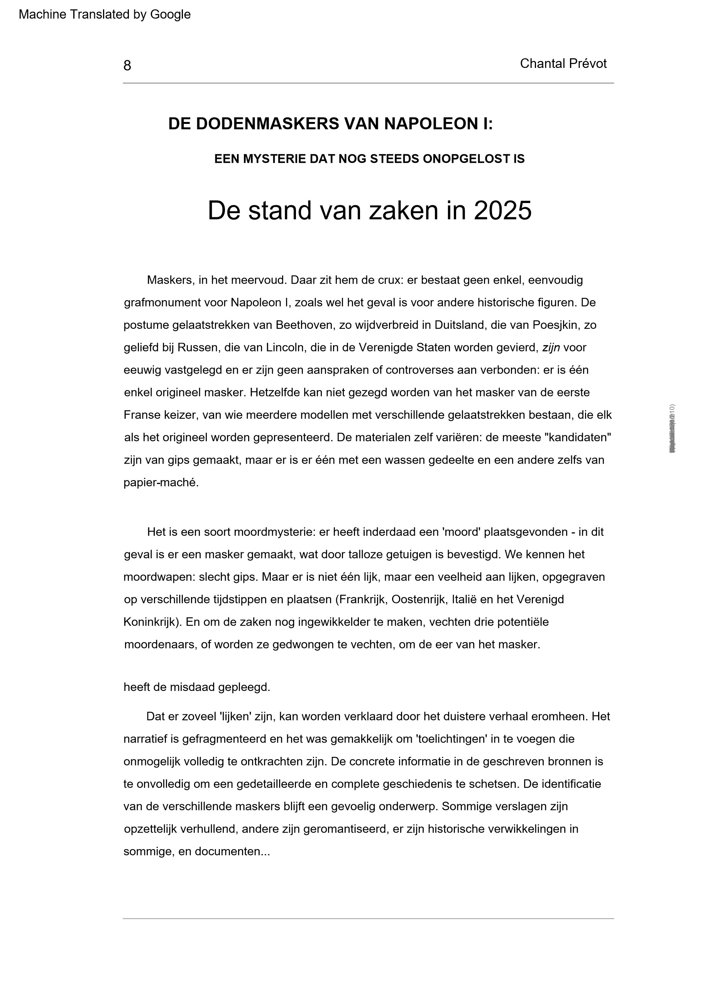 Machine Translated by Google
8
Chantal Prévot
DE DODENMASKERS VAN NAPOLEON I:
EEN MYSTERIE DAT NOG STEEDS ONOPGELOST IS
De stand van zaken in 2025
Maskers, in het meervoud. Daar zit hem de crux: er bestaat geen enkel, eenvoudig
grafmonument voor Napoleon I, zoals wel het geval is voor andere historische figuren. De
postume gelaatstrekken van Beethoven, zo wijdverbreid in Duitsland, die van Poesjkin, zo
geliefd bij Russen, die van Lincoln, die in de Verenigde Staten worden gevierd, zijn voor
eeuwig vastgelegd en er zijn geen aanspraken of controverses aan verbonden: er is één
enkel origineel masker. Hetzelfde kan niet gezegd worden van het masker van de eerste
Franse keizer, van wie meerdere modellen met verschillende gelaatstrekken bestaan, die elk
als het origineel worden gepresenteerd. De materialen zelf variëren: de meeste "kandidaten"
zijn van gips gemaakt, maar er is er één met een wassen gedeelte en een andere zelfs van
papier-maché.
Het is een soort moordmysterie: er heeft inderdaad een 'moord' plaatsgevonden - in dit
geval is er een masker gemaakt, wat door talloze getuigen is bevestigd. We kennen het
moordwapen: slecht gips. Maar er is niet één lijk, maar een veelheid aan lijken, opgegraven
op verschillende tijdstippen en plaatsen (Frankrijk, Oostenrijk, Italië en het Verenigd
Koninkrijk). En om de zaken nog ingewikkelder te maken, vechten drie potentiële
moordenaars, of worden ze gedwongen te vechten, om de eer van het masker.
heeft de misdaad gepleegd.
Dat er zoveel 'lijken' zijn, kan worden verklaard door het duistere verhaal eromheen. Het
narratief is gefragmenteerd en het was gemakkelijk om 'toelichtingen' in te voegen die
onmogelijk volledig te ontkrachten zijn. De concrete informatie in de geschreven bronnen is
te onvolledig om een gedetailleerde en complete geschiedenis te schetsen. De identificatie
van de verschillende maskers blijft een gevoelig onderwerp. Sommige verslagen zijn
opzettelijk verhullend, andere zijn geromantiseerd, er zijn historische verwikkelingen in
sommige, en documenten...